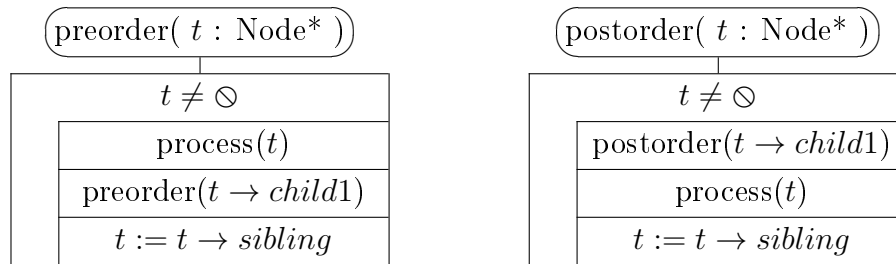 preorder( t : Node* )
t ≠ ⦸
process(t)
preorder(t → child1)
t := t → sibling
postorder( t : Node* )
t ≠ ⦸
postorder(t → child1)
process(t)
t := t → sibling